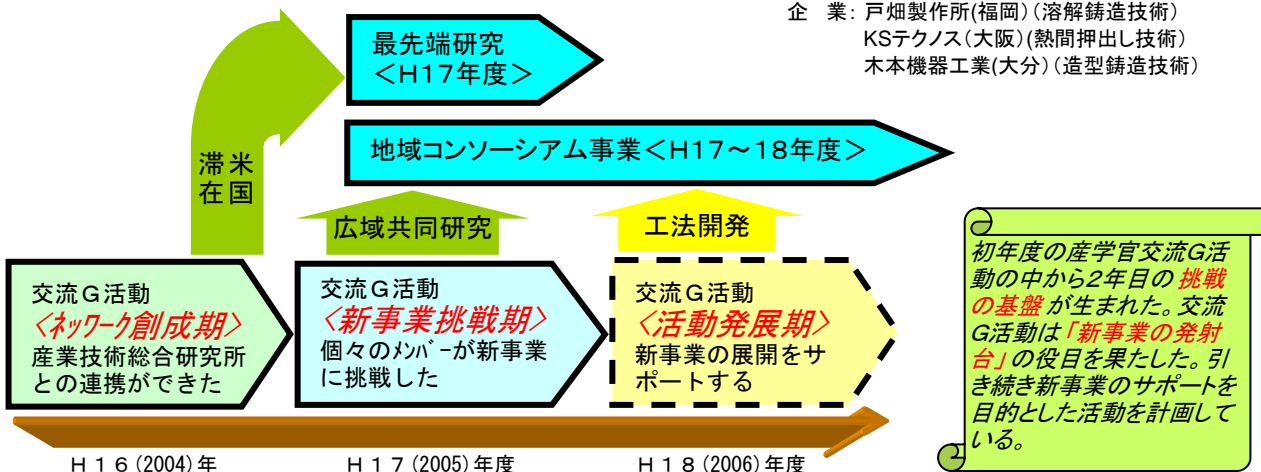 企　業: 戸畑製作所(福岡)(溶解鋳造技術)
KSテクノス(大阪)(熱間押出し技術)
木本機器工業(大分)(造型鋳造技術)
最先端研究
＜H17年度＞
地域コンソーシアム事業＜H17～18年度＞
滞米
在国
広域共同研究
工法開発
交流G活動
<ネッワーク創成期>
産業技術総合研究所
との連携ができた
交流G活動
<新事業挑戦期>
個々のメンバーが新事業
に挑戦した
交流G活動
<活動発展期>
新事業の展開をサ
ポートする
初年度の産学官交流G活
動の中から2年目の挑戦
の基盤が生まれた。交流
G活動は「新事業の発射
台」の役目を果たした。引
き続き新事業のサポートを
目的とした活動を計画して
いる。
H16(2004)年
H17(2005)年度
H18(2006)年度